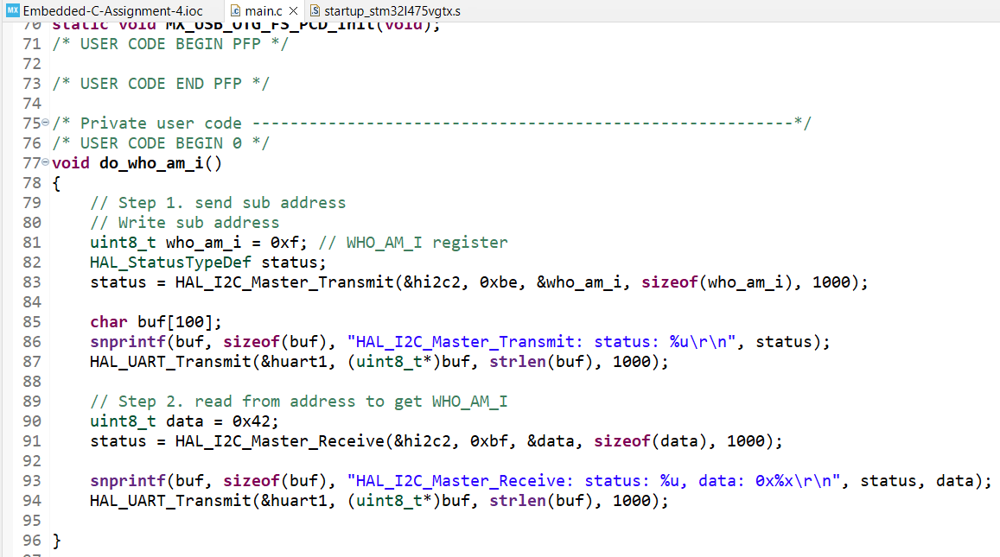 MX Embedded-C-Assignment-4.ioc main.c startup_stm32l475vgtx.s
70 static void MX_USB_OTG_FS_PCD_Init(void);
71 /* USER CODE BEGIN PFP */
72
73 /* USER CODE END PFP */
74
75 /* Private user code ---------------------------------------------------------*/
76 /* USER CODE BEGIN 0 */
77 void do_who_am_i()
78 {
79     // Step 1. send sub address
80     // Write sub address
81     uint8_t who_am_i = 0xf; // WHO_AM_I register
82     HAL_StatusTypeDef status;
83     status = HAL_I2C_Master_Transmit(&hi2c2, 0xbe, &who_am_i, sizeof(who_am_i), 1000);
84
85     char buf[100];
86     snprintf(buf, sizeof(buf), "HAL_I2C_Master_Transmit: status: %u\r\n", status);
87     HAL_UART_Transmit(&huart1, (uint8_t*)buf, strlen(buf), 1000);
88
89     // Step 2. read from address to get WHO_AM_I
90     uint8_t data = 0x42;
91     status = HAL_I2C_Master_Receive(&hi2c2, 0xbf, &data, sizeof(data), 1000);
92
93     snprintf(buf, sizeof(buf), "HAL_I2C_Master_Receive: status: %u, data: 0x%x\r\n", status, data);
94     HAL_UART_Transmit(&huart1, (uint8_t*)buf, strlen(buf), 1000);
95
96 }